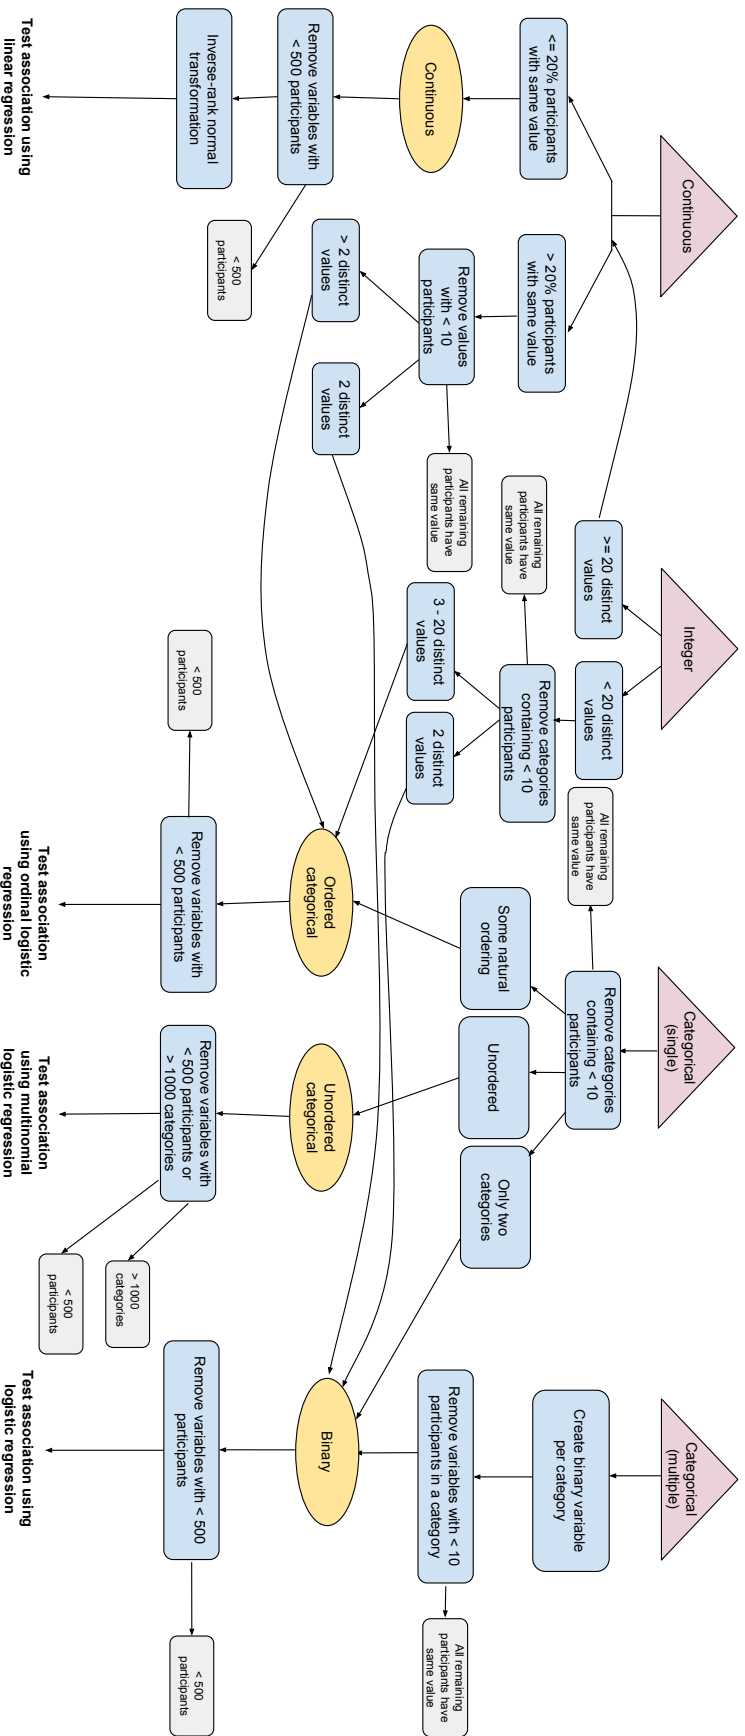 Continuous
Integer
Categorical
(single)
Categorical
(multiple)
<= 20% participants
with same value
> 20% participants
with same value
>= 20 distinct
values
< 20 distinct
values
All remaining
participants have
same value
Remove categories
containing < 10
participants
Create binary variable
per category
Continuous
Remove values
with < 10
participants
All remaining
participants have
same value
All remaining
participants have
same value
Remove categories
containing < 10
participants
Some natural
ordering
Unordered
Only two
categories
Remove variables with < 10
participants in a category
All remaining
participants have
same value
3 - 20 distinct
values
2 distinct
values
Remove variables with
< 500 participants
> 2 distinct
values
2 distinct
values
Ordered
categorical
Unordered
categorical
Binary
Inverse-rank normal
transformation
< 500
participants
< 500
participants
Remove variables with
< 500 participants
Remove variables with
< 500 participants or
> 1000 categories
Remove variables with < 500
participants
< 500
participants
> 1000
categories
< 500
participants
Test association using
linear regression
Test association
using ordinal logistic
regression
Test association
using multinomial
logistic regression
Test association using
logistic regression